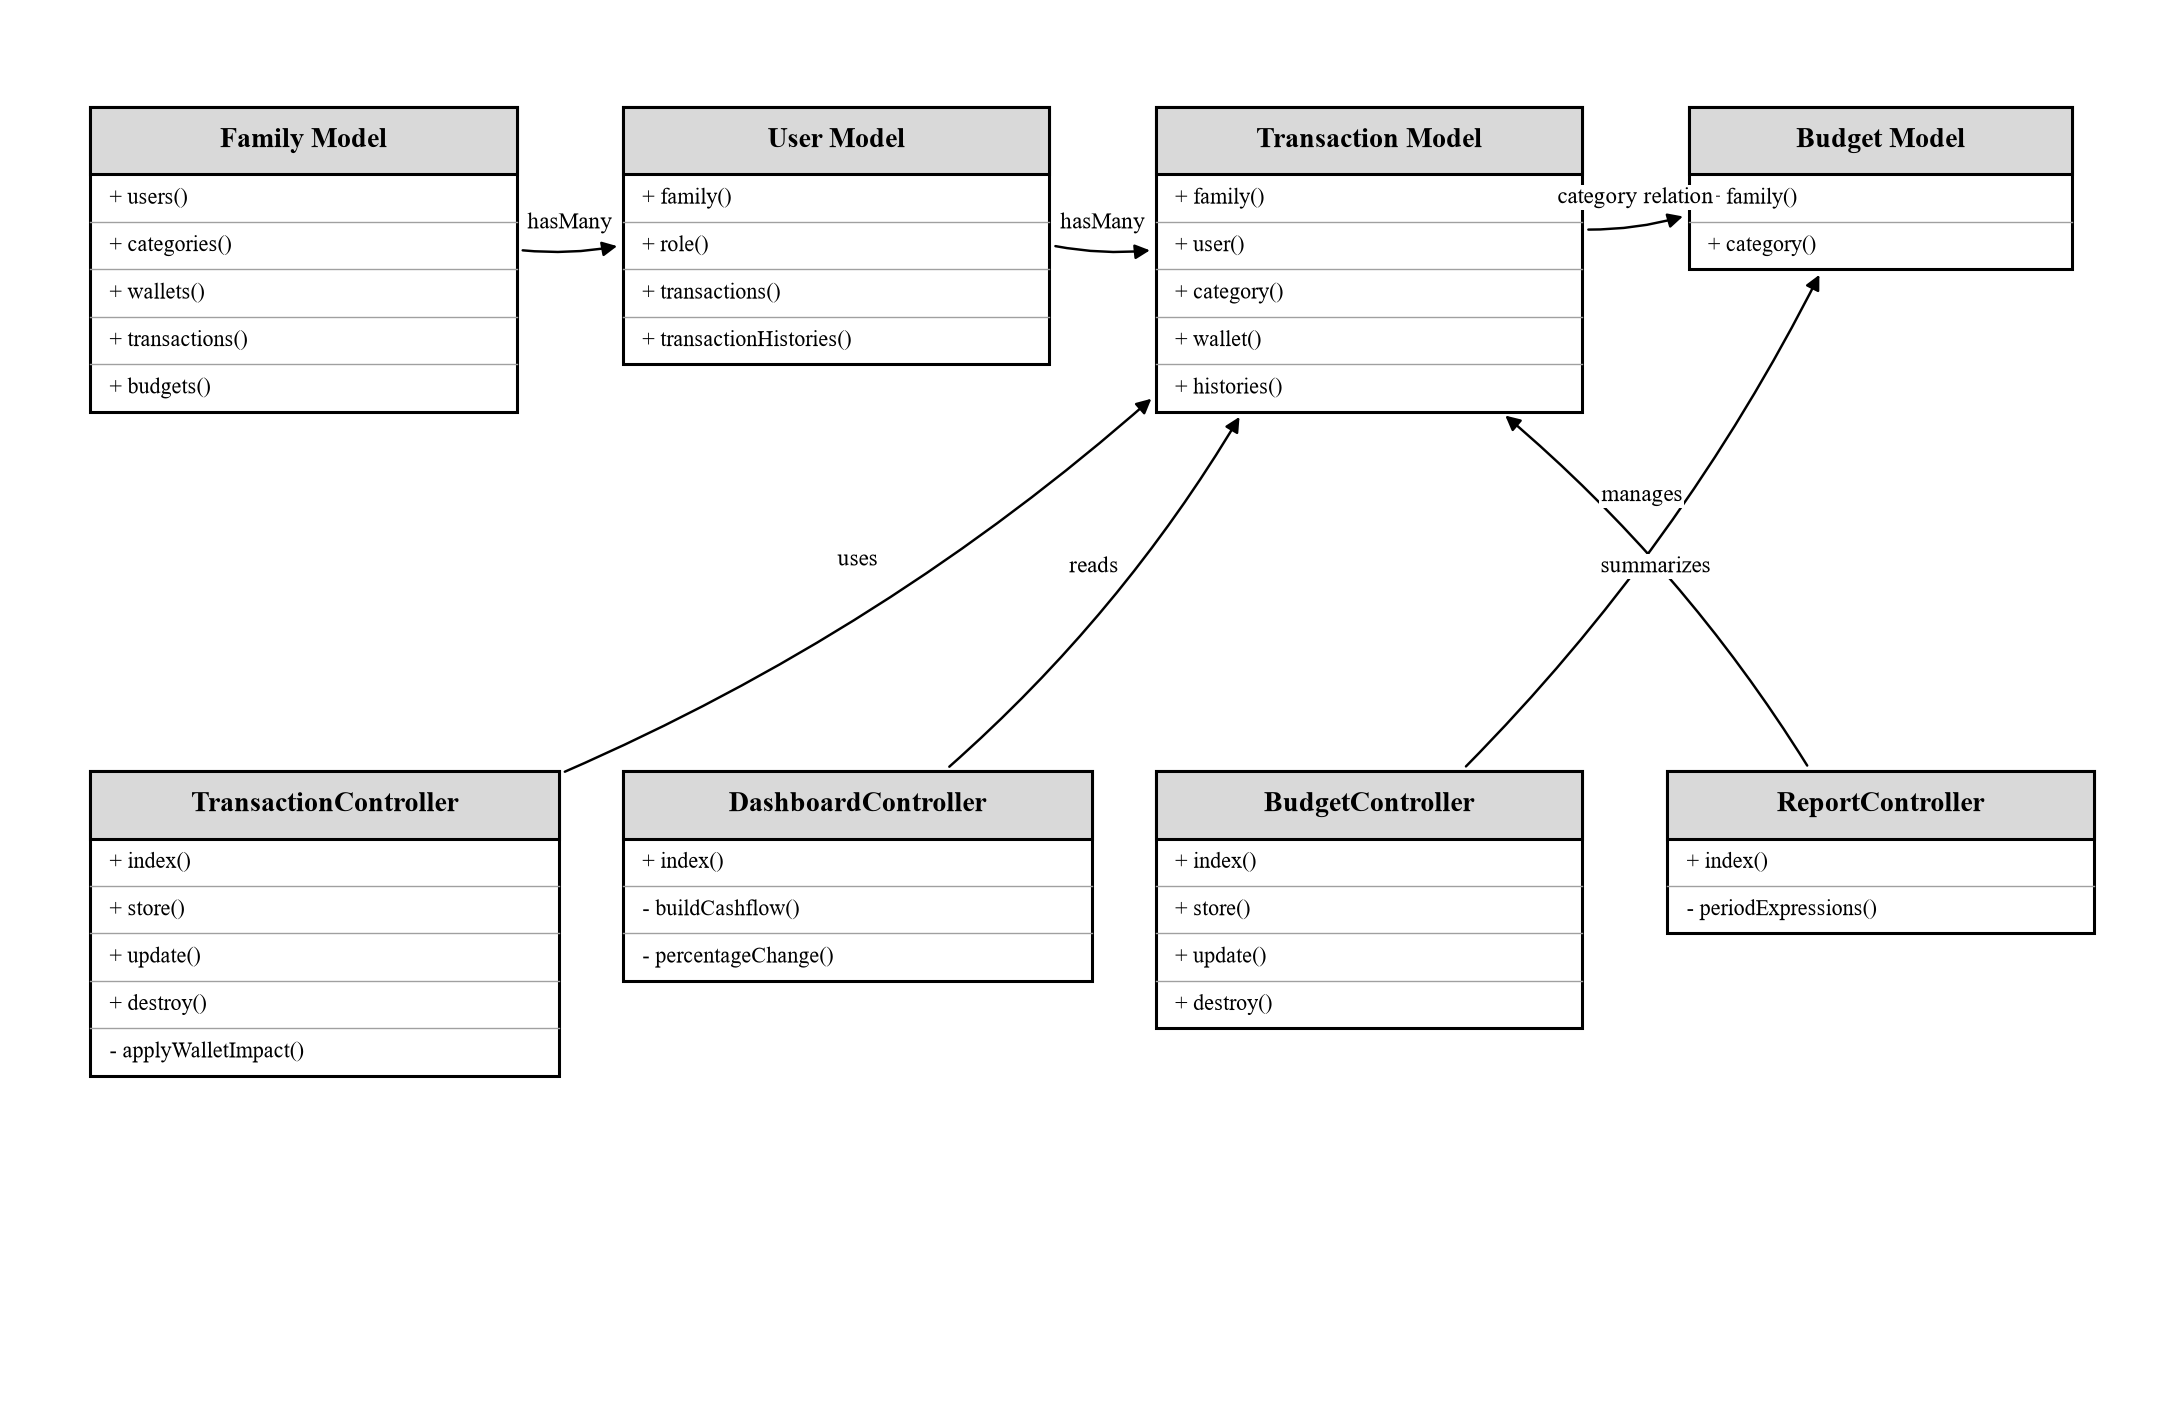 Family Model
+ users()
+ categories()
+ wallets()
+ transactions()
+ budgets()
hasMany
User Model
+ family()
+ role()
+ transactions()
+ transactionHistories()
hasMany
Transaction Model
+ family()
+ user()
+ category()
+ wallet()
+ histories()
category relation
Budget Model
- family()
+ category()
uses
reads
manages
summarizes
TransactionController
+ index()
+ store()
+ update()
+ destroy()
- applyWalletImpact()
DashboardController
+ index()
- buildCashflow()
- percentageChange()
BudgetController
+ index()
+ store()
+ update()
+ destroy()
ReportController
+ index()
- periodExpressions()